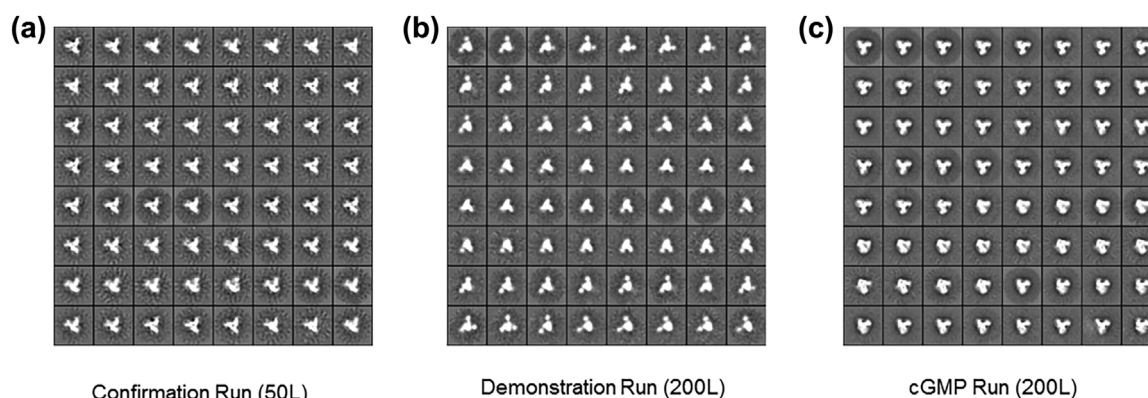 (a)
(b)
(c)
Confirmation Run (50L)
Demonstration Run (200L)
cGMP Run (200L)